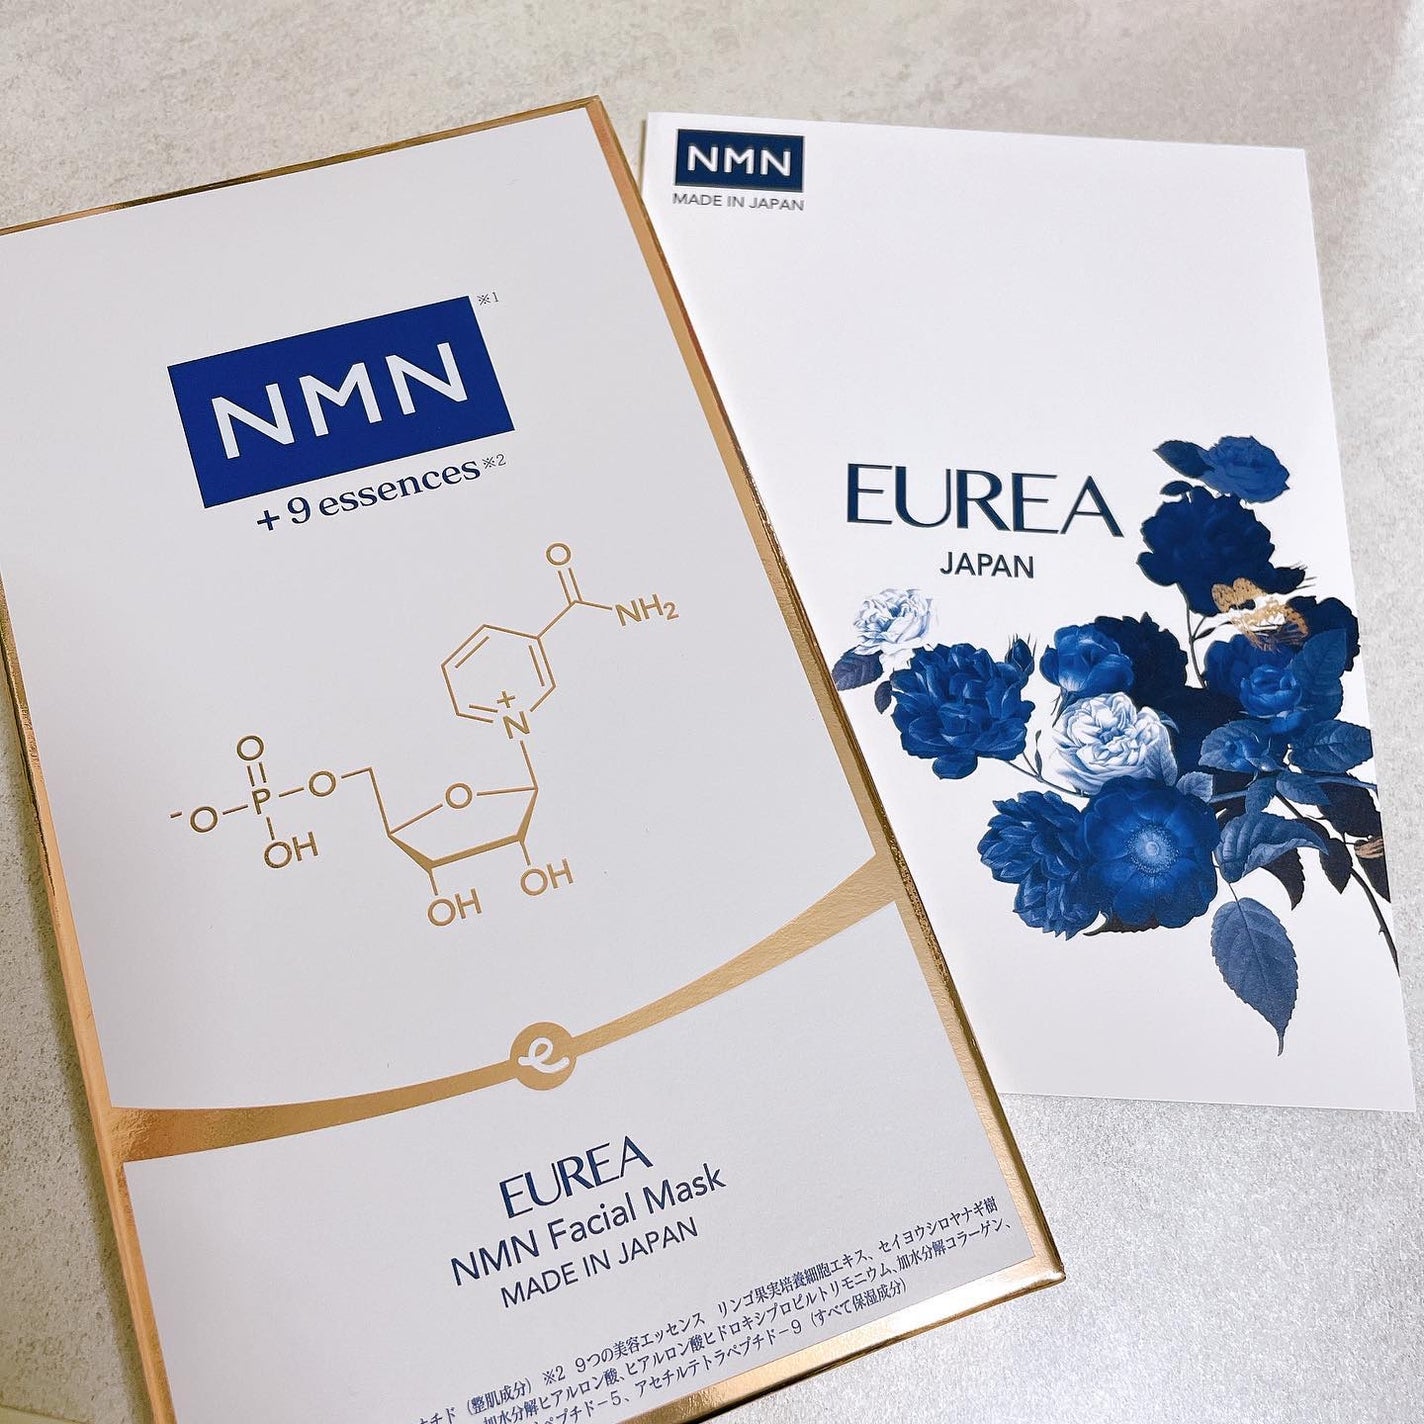 NMN ※1
+9 essences ※2
O
NH2
+
N
O
-O P O
OH
O
OH OH
e
EUREA
NMN Facial Mask
MADE IN JAPAN
チド（整肌成分） ※2 9つの美容エッセンス リンゴ果実培養細胞エキス、セイヨウシロヤナギ樹
加水分解ヒアルロン酸、ヒアルロン酸ヒドロキシプロピルトリモニウム、加水分解コラーゲン、
ペプチド－5、アセチルテトラペプチド－9（すべて保湿成分）
NMN
MADE IN JAPAN
EUREA
JAPAN